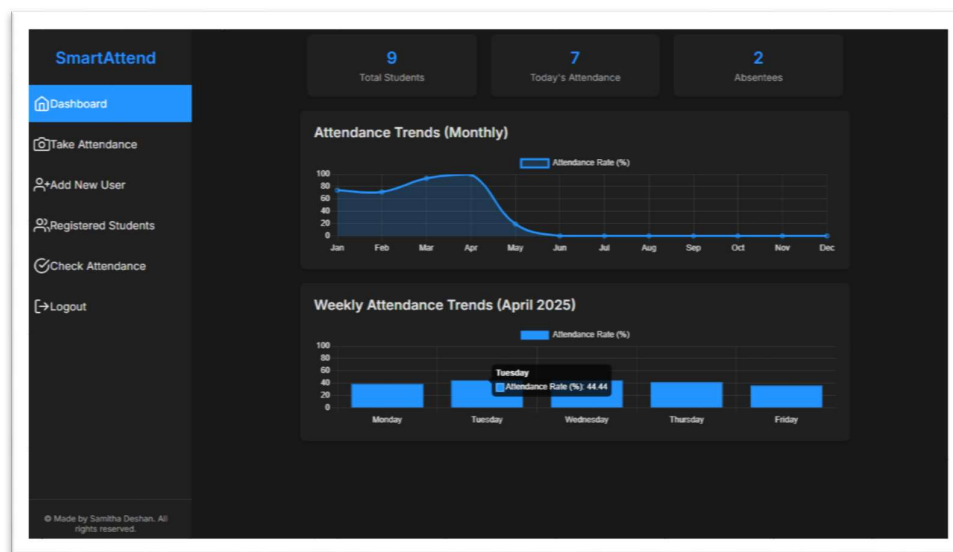 SmartAttend
Dashboard
Take Attendance
Add New User
Registered Students
Check Attendance
Logout
© Made by Samitha Deshan. All
rights reserved.
9
Total Students
7
Today's Attendance
2
Absentees
Attendance Trends (Monthly)
Attendance Rate (%)
100
80
60
40
20
0
Jan Feb Mar Apr May Jun Jul Aug Sep Oct Nov Dec
Weekly Attendance Trends (April 2025)
Attendance Rate (%)
100
80
60
40
20
0
Tuesday
Attendance Rate (%): 44.44
Monday Tuesday Wednesday Thursday Friday